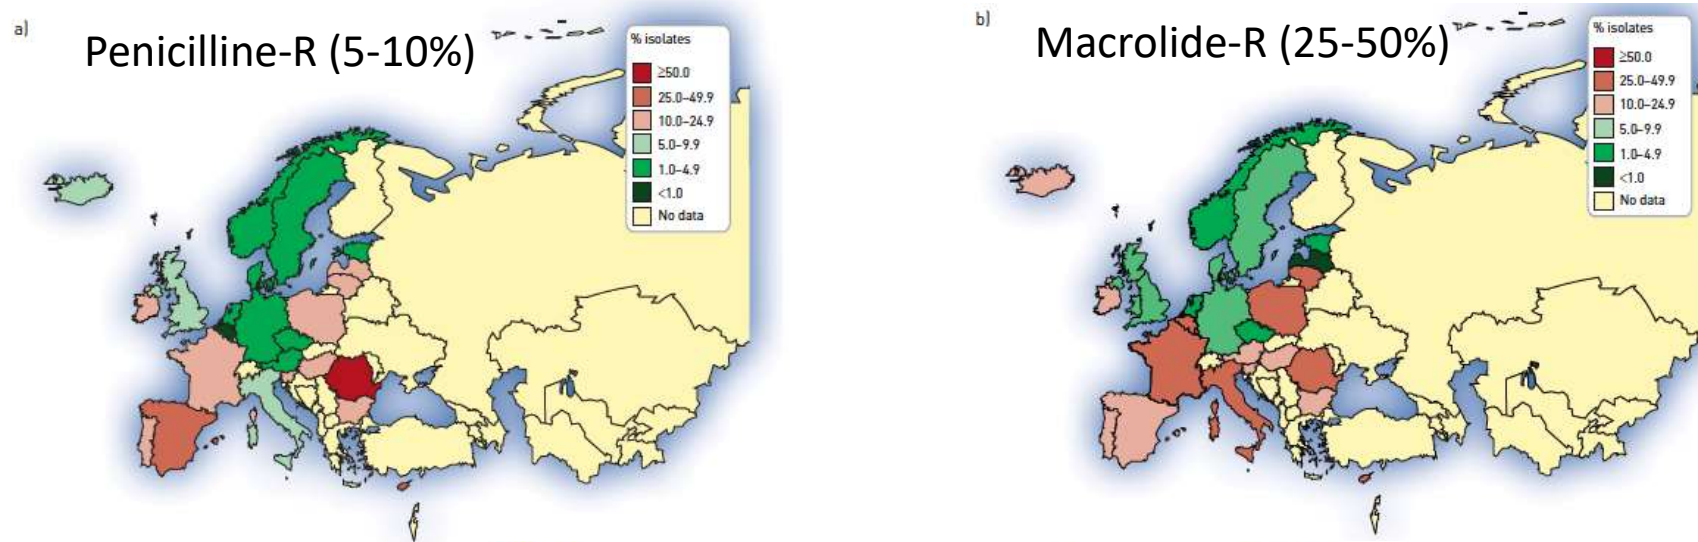 a)
Penicilline-R (5-10%)
% isolates
≥50.0
25.0–49.9
10.0–24.9
5.0–9.9
1.0–4.9
<1.0
No data
b)
Macrolide-R (25-50%)
% isolates
≥50.0
25.0–49.9
10.0–24.9
5.0–9.9
1.0–4.9
<1.0
No data